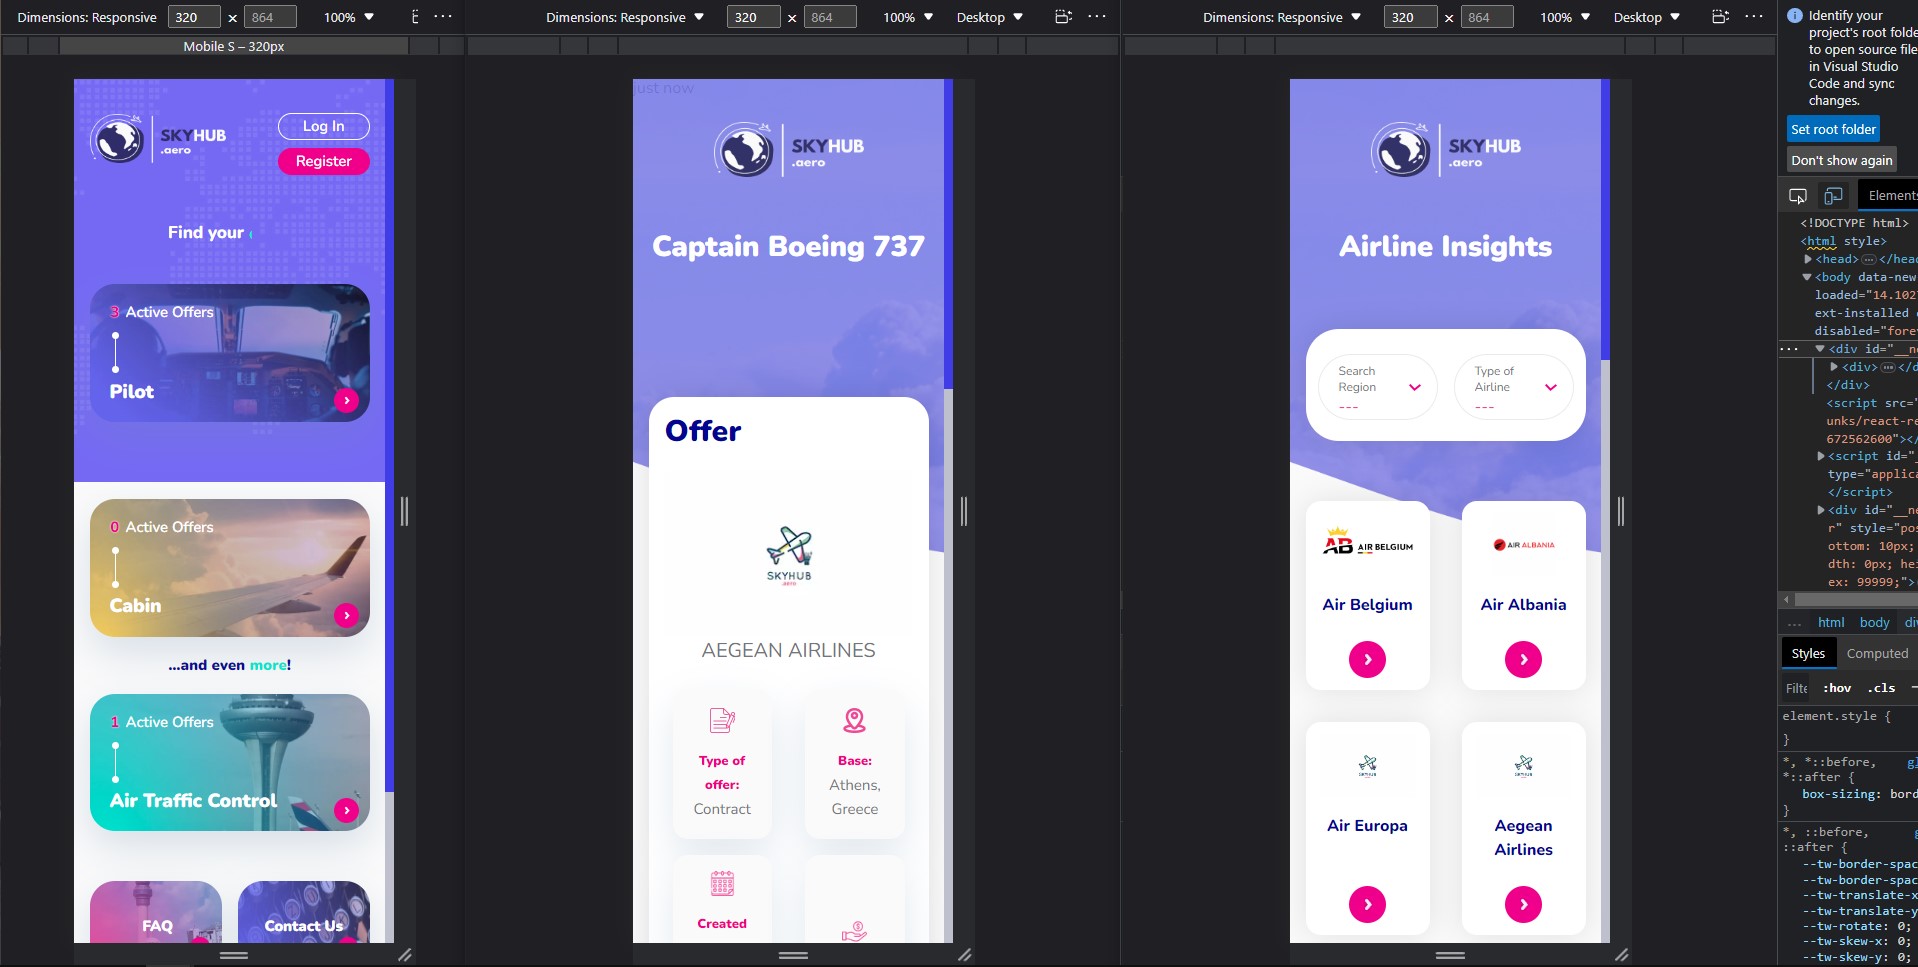 Dimensions: Responsive 320 × 864 100%
Mobile S – 320px
SKYHUB
.aero
Log In
Register
Find your
3 Active Offers
Pilot
0 Active Offers
Cabin
...and even more!
1 Active Offers
Air Traffic Control
FAQ
Contact Us
Dimensions: Responsive 320 × 864 100% Desktop
just now
SKYHUB
.aero
Captain Boeing 737
Offer
SKYHUB
.aero
AEGEAN AIRLINES
Type of
offer:
Contract
Base:
Athens,
Greece
Created
Dimensions: Responsive 320 × 864 100% Desktop
SKYHUB
.aero
Airline Insights
Search
Region
---
Type of
Airline
---
AB AIR BELGIUM
Air Belgium
AIR ALBANIA
Air Albania
Air Europa
Aegean
Airlines
Identify your
project's root folde
to open source file
in Visual Studio
Code and sync
changes.
Set root folder
Don't show again
Elements
<!DOCTYPE html>
<html style>
<head> ⋯ </hea
<body data-new
loaded="14.102
ext-installed
disabled="fore
<div id="__ne
<div> ⋯ </d
</div>
<script src="
unks/react-re
672562600"></
<script id="_
type="applica
</script>
<div id="__ne
r" style="pos
ottom: 10px;
dth: 0px; hei
ex: 99999;">
... html body di
Styles Computed
Filte :hov .cls
element.style {
}
*, *::before,
*::after {
box-sizing: bord
}
*, ::before,
::after {
--tw-border-spac
--tw-border-spac
--tw-translate-x
--tw-translate-y
--tw-rotate: 0;
--tw-skew-x: 0;
--tw-skew-y: 0;